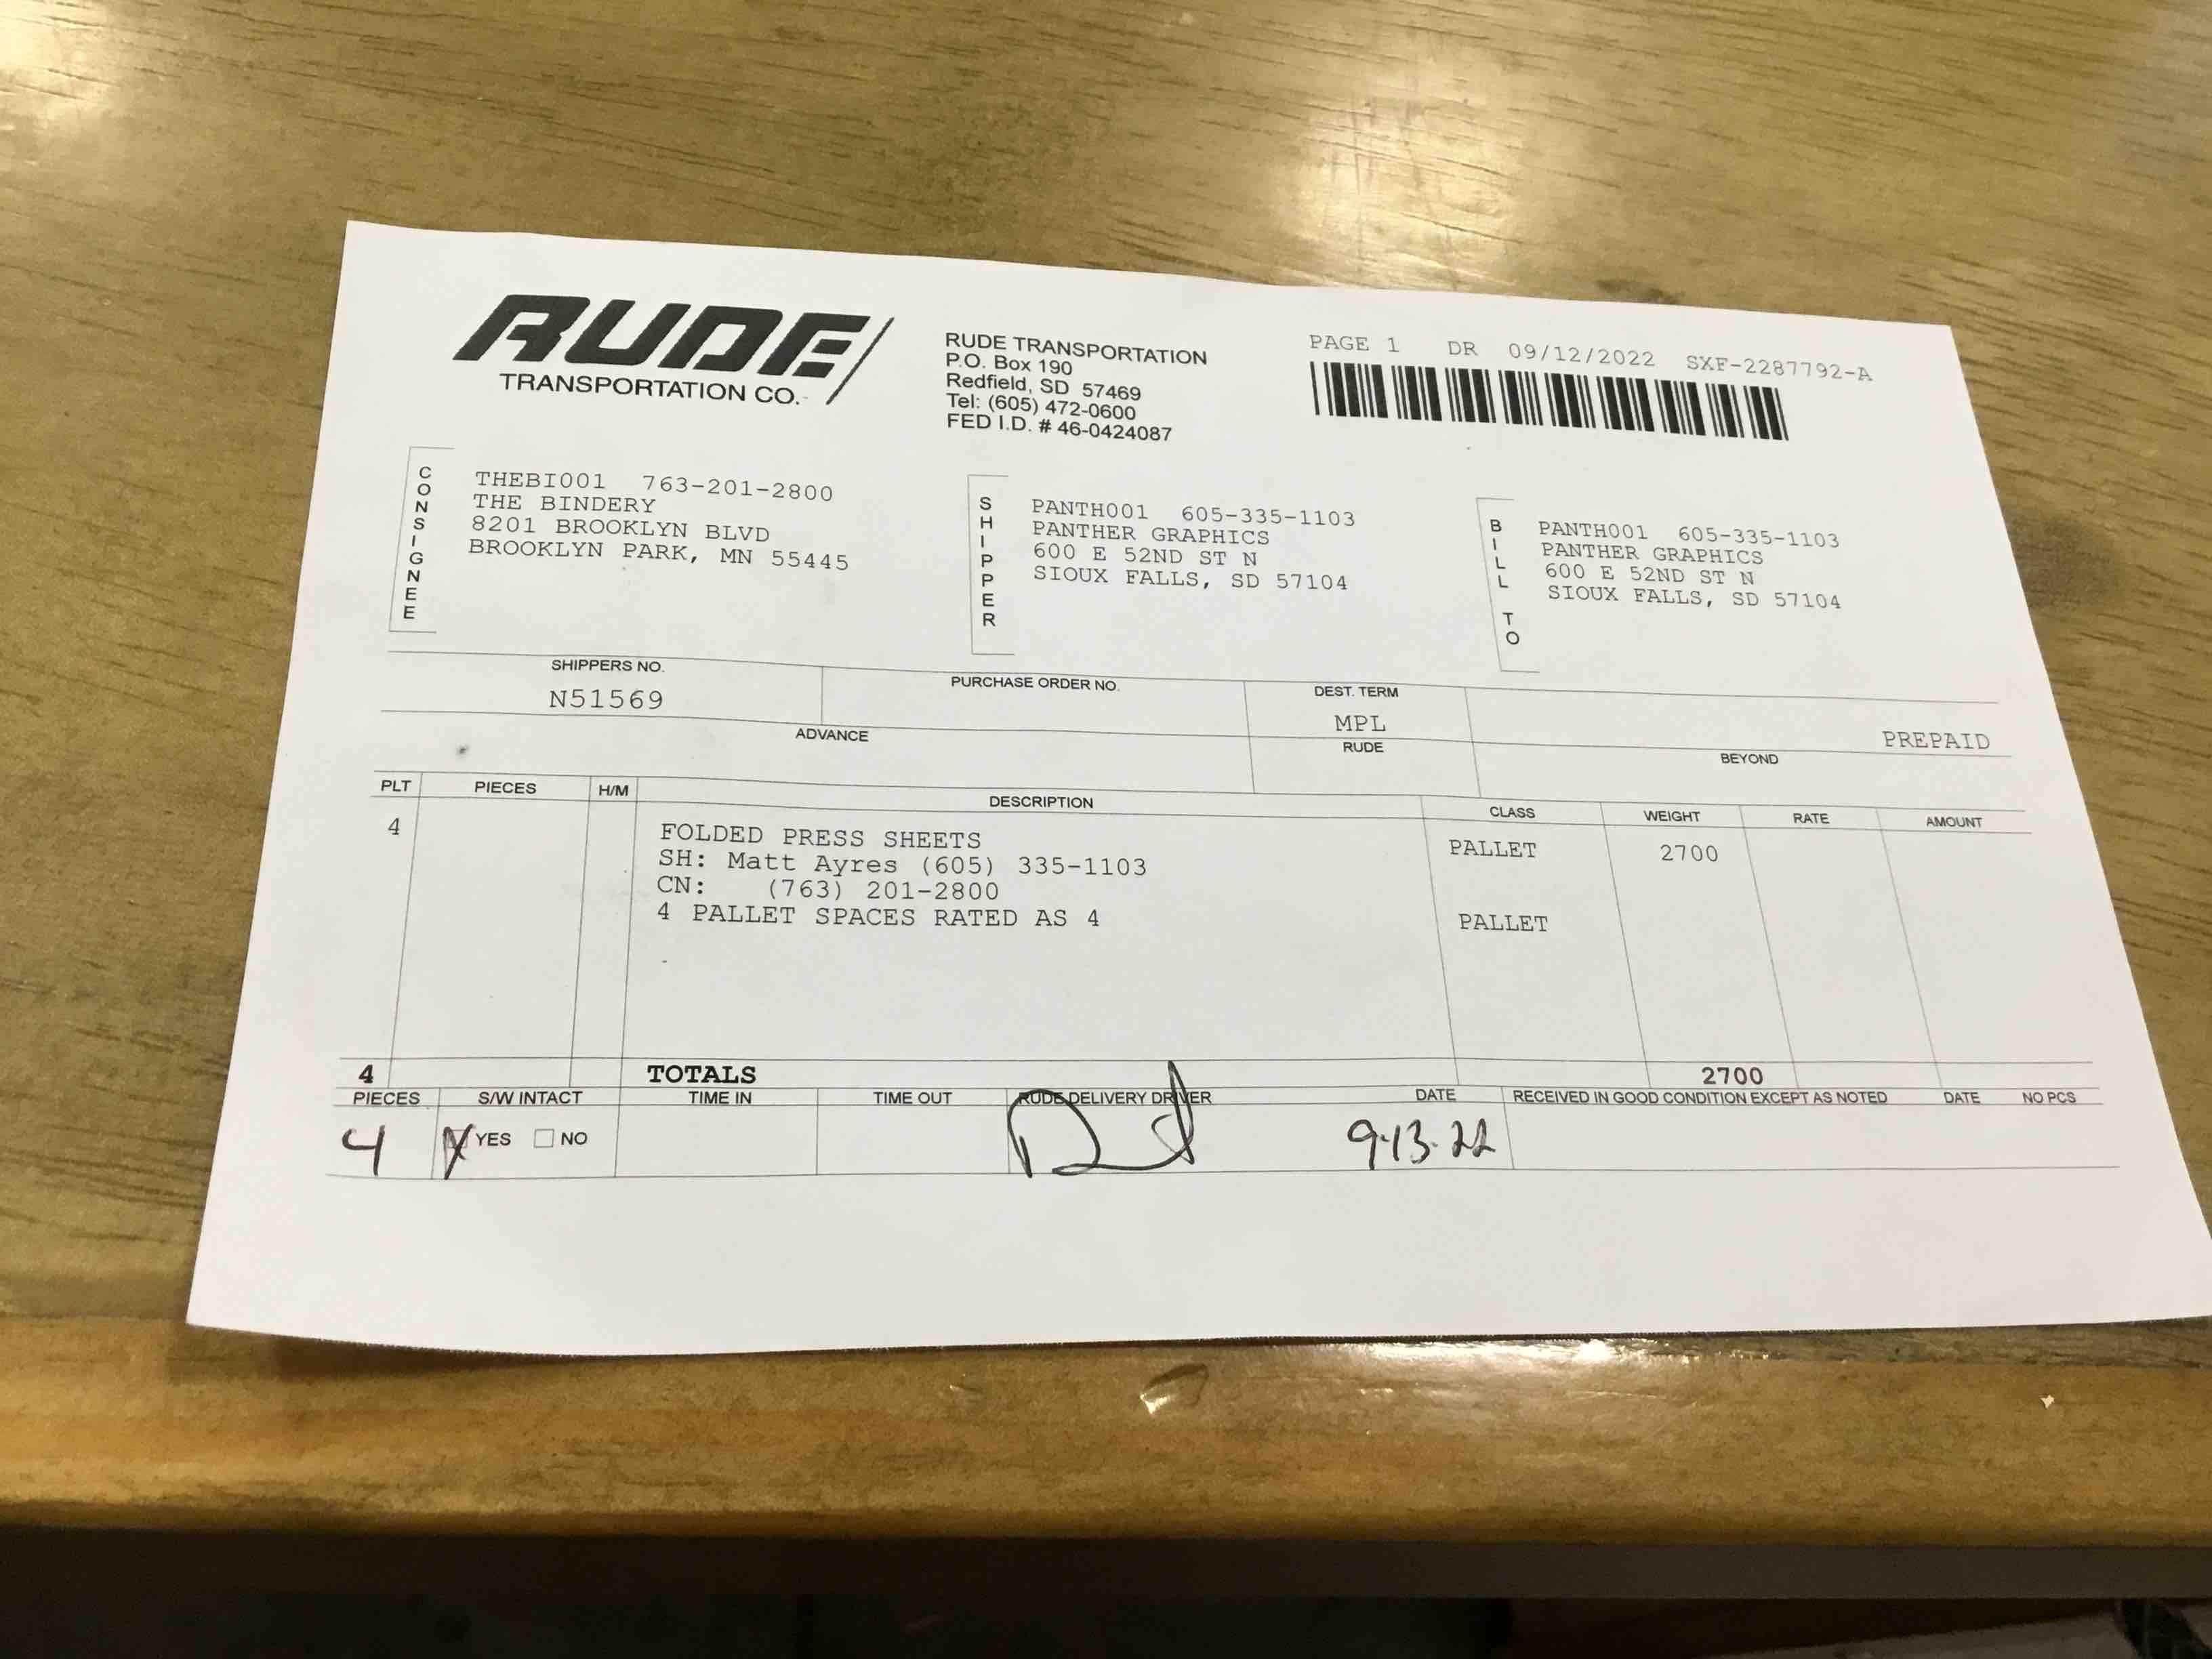 RUDE
TRANSPORTATION CO.
RUDE TRANSPORTATION
P.O. Box 190
Redfield, SD 57469
Tel: (605) 472-0600
FED I.D. # 46-0424087
PAGE 1 DR 09/12/2022 SXF-2287792-A
CONSIGNEE
THEBI001 763-201-2800
THE BINDERY
8201 BROOKLYN BLVD
BROOKLYN PARK, MN 55445
SHIPPER
PANTH001 605-335-1103
PANTHER GRAPHICS
600 E 52ND ST N
SIOUX FALLS, SD 57104
BILL TO
PANTH001 605-335-1103
PANTHER GRAPHICS
600 E 52ND ST N
SIOUX FALLS, SD 57104
SHIPPERS NO. PURCHASE ORDER NO. DEST. TERM
N51569 MPL PREPAID
ADVANCE RUDE BEYOND
PLT PIECES H/M DESCRIPTION CLASS WEIGHT RATE AMOUNT
4 FOLDED PRESS SHEETS PALLET 2700
SH: Matt Ayres (605) 335-1103
CN: (763) 201-2800
4 PALLET SPACES RATED AS 4 PALLET
4 TOTALS 2700
PIECES S/W INTACT TIME IN TIME OUT RUDE DELIVERY DRIVER DATE RECEIVED IN GOOD CONDITION EXCEPT AS NOTED DATE NO PCS
4 X YES NO 9-13-22